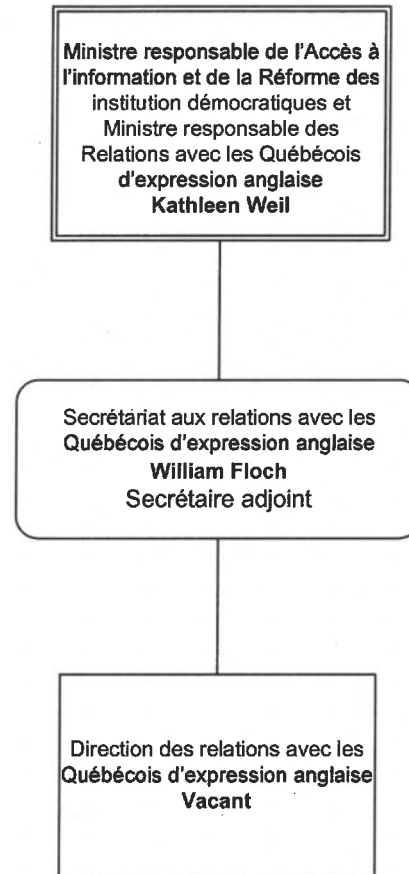 Ministre responsable de l'Accès à
l'information et de la Réforme des
institution démocratiques et
Ministre responsable des
Relations avec les Québécois
d'expression anglaise
Kathleen Weil
Secrétariat aux relations avec les
Québécois d'expression anglaise
William Floch
Secrétaire adjoint
Direction des relations avec les
Québécois d'expression anglaise
Vacant